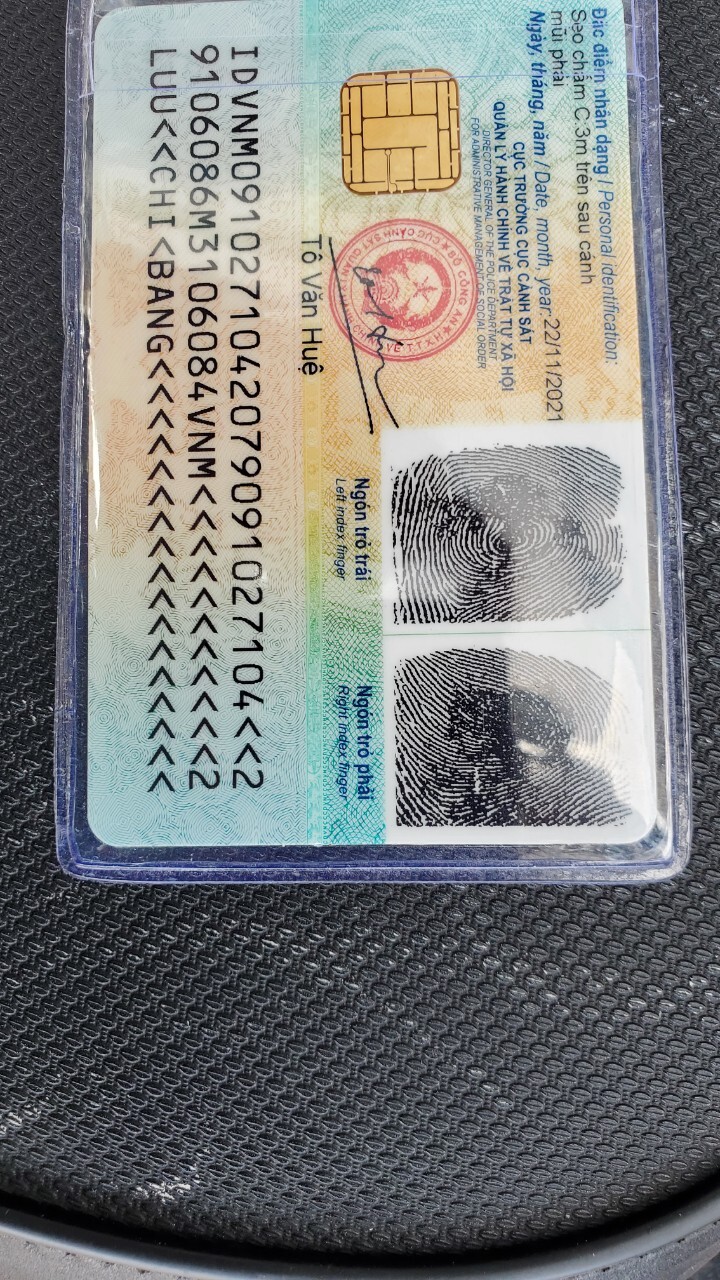 Đặc điểm nhân dạng / Personal identification:
Sẹo chấm C.3m trên sau cánh
mũi phải
Ngày, tháng, năm / Date, month, year: 22/11/2021
CỤC TRƯỞNG CỤC CẢNH SÁT
QUẢN LÝ HÀNH CHÍNH VỀ TRẬT TỰ XÃ HỘI
DIRECTOR GENERAL OF THE POLICE DEPARTMENT
FOR ADMINISTRATIVE MANAGEMENT OF SOCIAL ORDER
BỘ CÔNG AN
Tô Văn Huệ
Ngón trỏ trái
Left index finger
Ngón trỏ phải
Right index finger
IDVNM0910271042079091027104<<2
9106086M3106084VNM<<<<<<<<<<<2
LUU<<CHI<BANG<<<<<<<<<<<<<<<<<